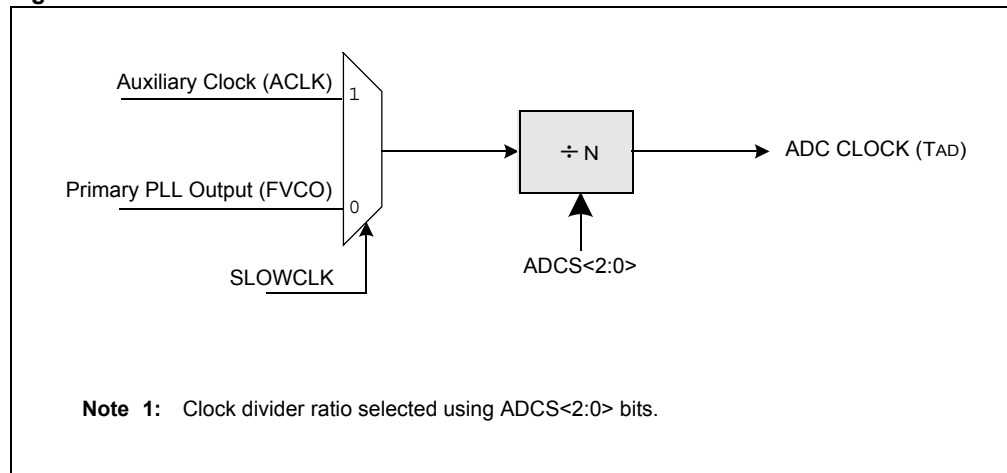 Auxiliary Clock (ACLK)
1
÷ N
ADC CLOCK (TAD)
Primary PLL Output (FVCO)
0
SLOWCLK
ADCS<2:0>
Note 1: Clock divider ratio selected using ADCS<2:0> bits.